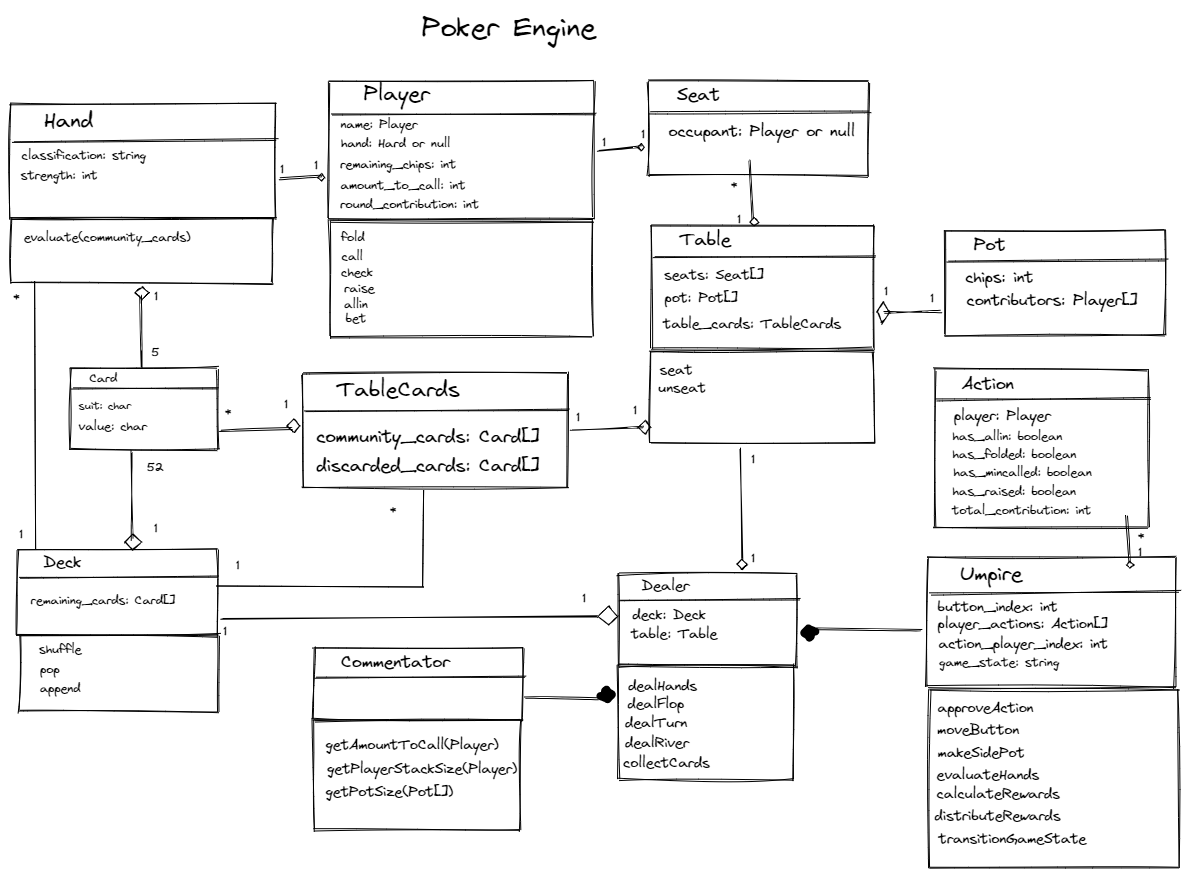 Poker Engine
Hand
classification: string
strength: int
evaluate(community_cards)
1
1
Player
name: Player
hand: Hard or null
remaining_chips: int
amount_to_call: int
round_contribution: int
fold
call
check
raise
allin
bet
1
1
Seat
occupant: Player or null
*
1
Table
seats: Seat[]
pot: Pot[]
table_cards: TableCards
seat
unseat
1
1
Pot
chips: int
contributors: Player[]
*
1
5
Card
suit: char
value: char
*
1
TableCards
community_cards: Card[]
discarded_cards: Card[]
1
1
Action
player: Player
has_allin: boolean
has_folded: boolean
has_mincalled: boolean
has_raised: boolean
total_contribution: int
52
1
1
*
1
1
1
*
1
Deck
remaining_cards: Card[]
shuffle
pop
append
1
1
Dealer
deck: Deck
table: Table
dealHands
dealFlop
dealTurn
dealRiver
collectCards
Umpire
button_index: int
player_actions: Action[]
action_player_index: int
game_state: string
approveAction
moveButton
makeSidePot
evaluateHands
calculateRewards
distributeRewards
transitionGameState
Commentator
getAmountToCall(Player)
getPlayerStackSize(Player)
getPotSize(Pot[])